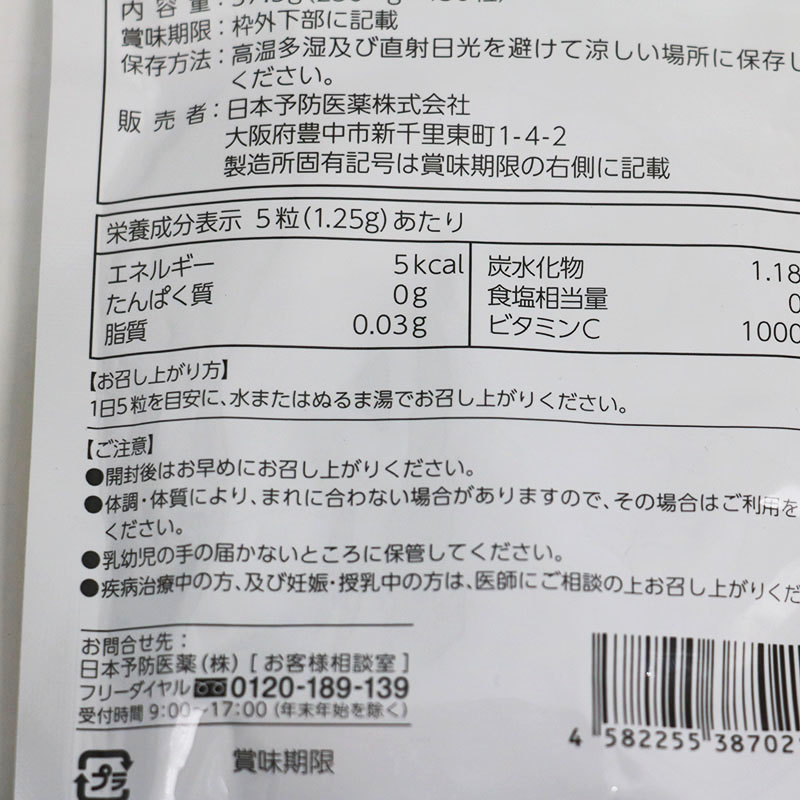 内容量：
賞味期限：枠外下部に記載
保存方法：高温多湿及び直射日光を避けて涼しい場所に保存し
ください。
販売者：日本予防医薬株式会社
大阪府豊中市新千里東町1-4-2
製造所固有記号は賞味期限の右側に記載
栄養成分表示 5粒(1.25g)あたり
エネルギー 5kcal 炭水化物 1.18
たんぱく質 0g 食塩相当量 0
脂質 0.03g ビタミンC 1000
【お召し上がり方】
1日5粒を目安に、水またはぬるま湯でお召し上がりください。
【ご注意】
●開封後はお早めにお召し上がりください。
●体調・体質により、まれに合わない場合がありますので、その場合はご利用を
ください。
●乳幼児の手の届かないところに保管してください。
●疾病治療中の方、及び妊娠・授乳中の方は、医師にご相談の上お召し上がりくだ
お問合せ先：
日本予防医薬(株)[お客様相談室]
フリーダイヤル 0120-189-139
受付時間 9:00~17:00(年末年始を除く)
4 582255 38702
プラ
賞味期限